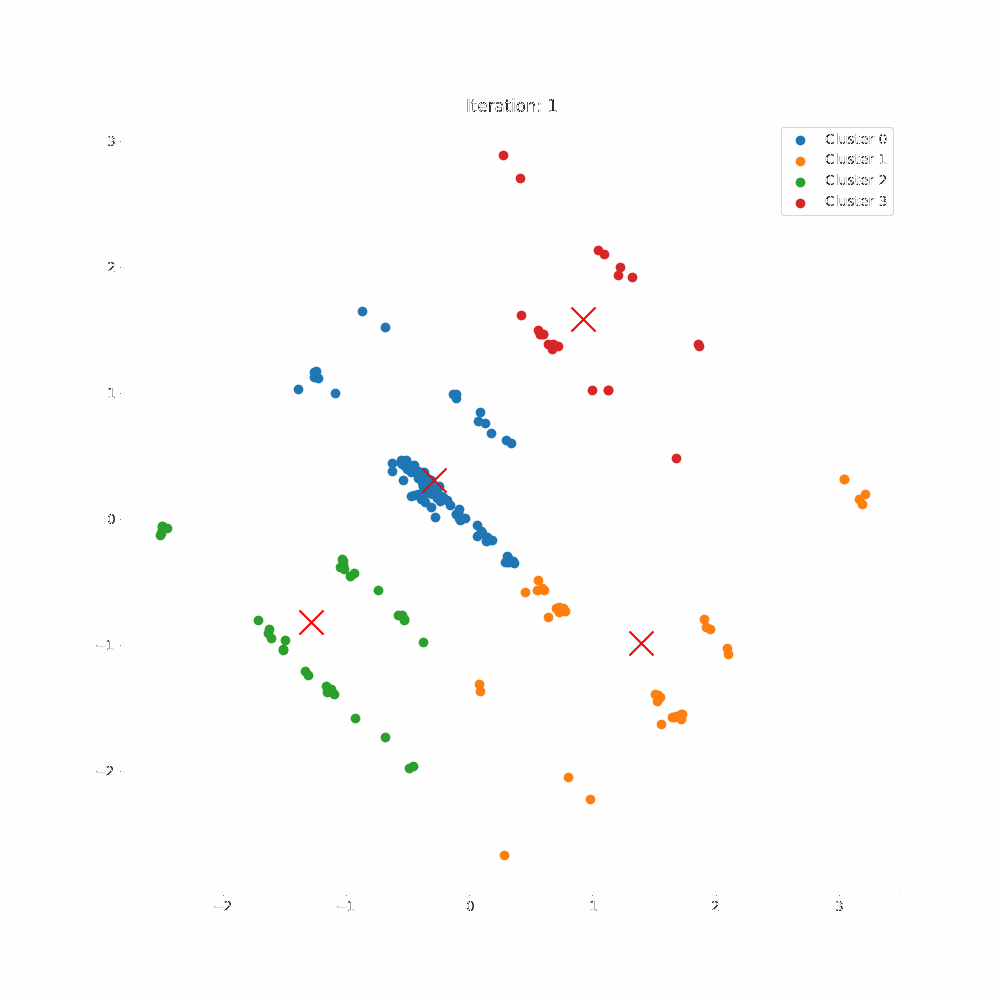 Iteration: 1
Cluster 0
Cluster 1
Cluster 2
Cluster 3
3
2
1
0
−1
−2
−2 −1 0 1 2 3